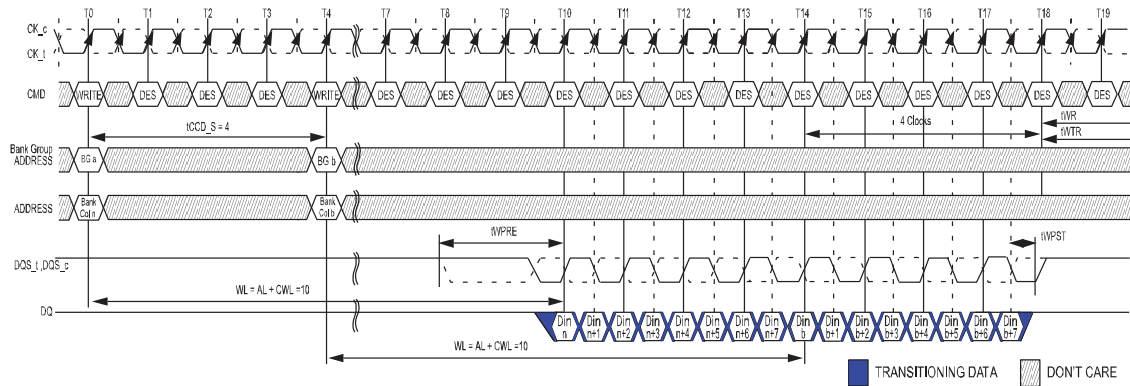 T0 T1 T2 T3 T4 T7 T8 T9 T10 T11 T12 T13 T14 T15 T16 T17 T18 T19
CK_c
CK_t
CMD WRITE DES DES DES WRITE DES DES DES DES DES DES DES DES DES DES DES DES DES
tCCD_S = 4
4 Clocks
tWR
tWTR
Bank Group
ADDRESS
BG a
BG b
ADDRESS
Bank
Col n
Bank
Col b
tWPRE
tWPST
DQS_t ,DQS_c
WL = AL + CWL =10
DQ
Din n Din n+1 Din n+2 Din n+3 Din n+4 Din n+5 Din n+6 Din n+7 Din b Din b+1 Din b+2 Din b+3 Din b+4 Din b+5 Din b+6 Din b+7
WL = AL + CWL =10
TRANSITIONING DATA
DON'T CARE